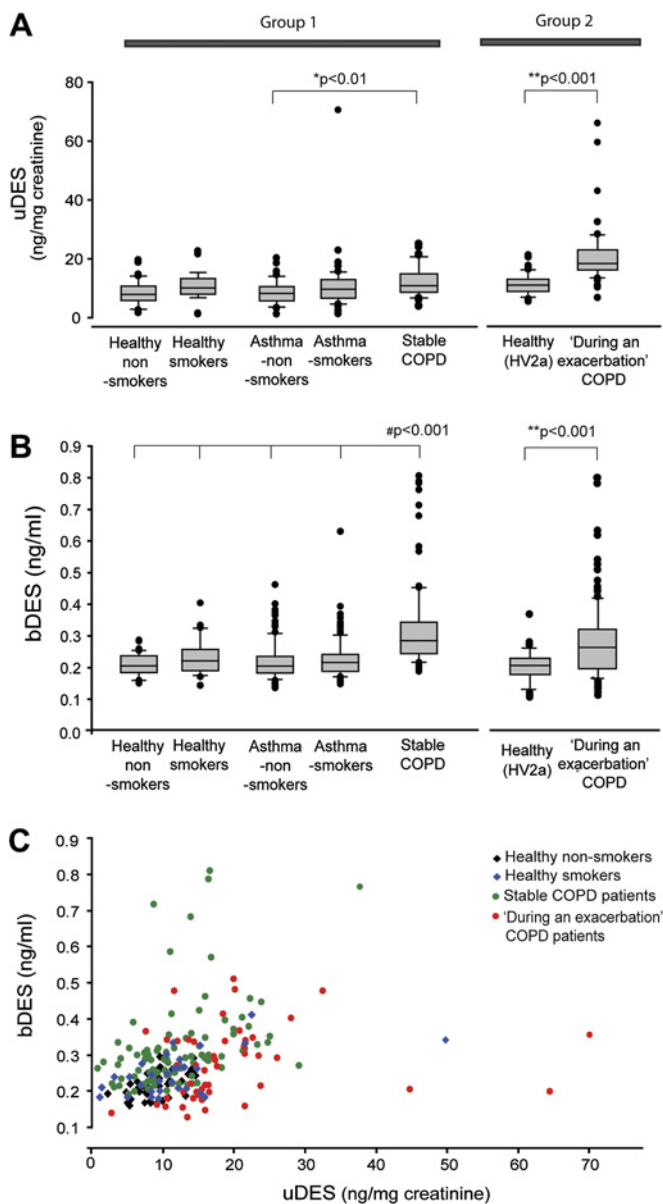 A
Group 1
Group 2
*p<0.01
**p<0.001
uDES
(ng/mg creatinine)
80
60
40
20
0
Healthy
non
-smokers
Healthy
smokers
Asthma
-non
-smokers
Asthma
-smokers
Stable
COPD
Healthy
(HV2a)
‘During an
exacerbation’
COPD
B
#p<0.001
**p<0.001
bDES (ng/ml)
0.9
0.8
0.7
0.6
0.5
0.4
0.3
0.2
0.1
0.0
Healthy
non
-smokers
Healthy
smokers
Asthma
-non
-smokers
Asthma
-smokers
Stable
COPD
Healthy
(HV2a)
‘During an
exacerbation’
COPD
C
bDES (ng/ml)
0.9
0.8
0.7
0.6
0.5
0.4
0.3
0.2
0.1
Healthy non-smokers
Healthy smokers
Stable COPD patients
‘During an exacerbation’
COPD patients
0
10
20
30
40
50
60
70
uDES (ng/mg creatinine)